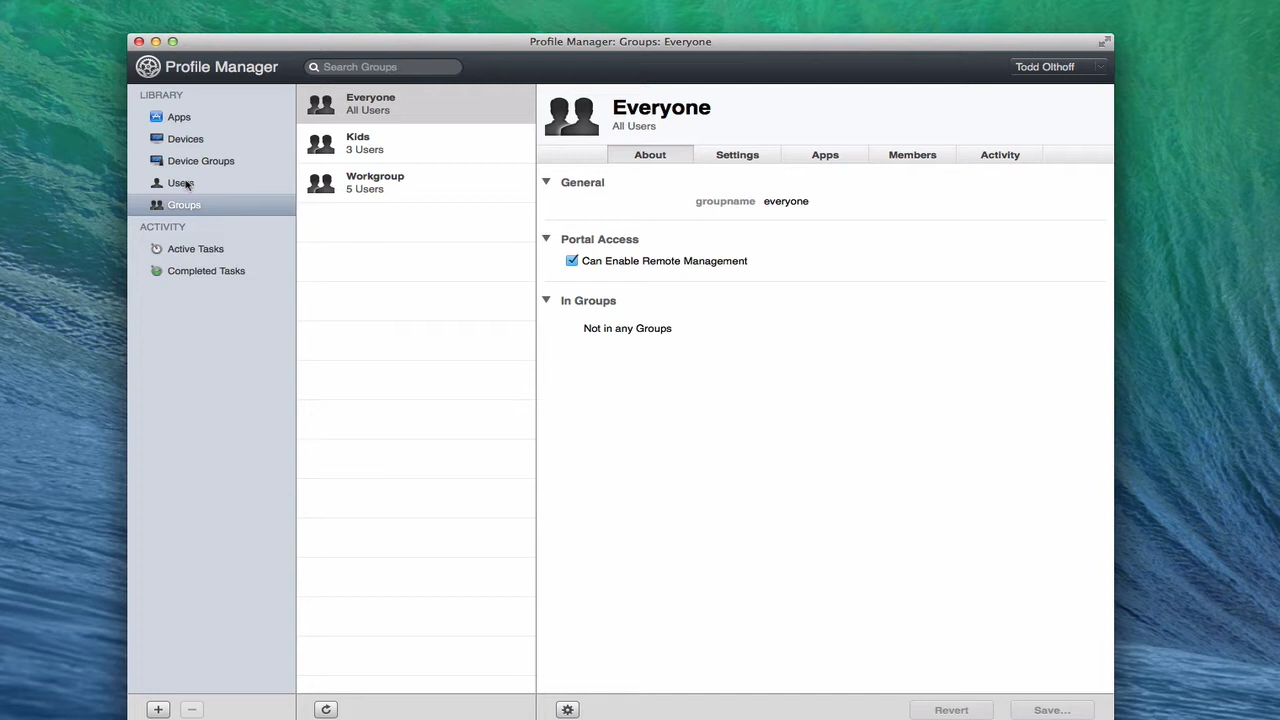 Profile Manager: Groups: Everyone
Profile Manager
Search Groups
Todd Olthoff
LIBRARY
Apps
Devices
Device Groups
Users
Groups
ACTIVITY
Active Tasks
Completed Tasks
Everyone
All Users
Kids
3 Users
Workgroup
5 Users
Everyone
All Users
About
Settings
Apps
Members
Activity
General
groupname everyone
Portal Access
Can Enable Remote Management
In Groups
Not in any Groups
Revert
Save...